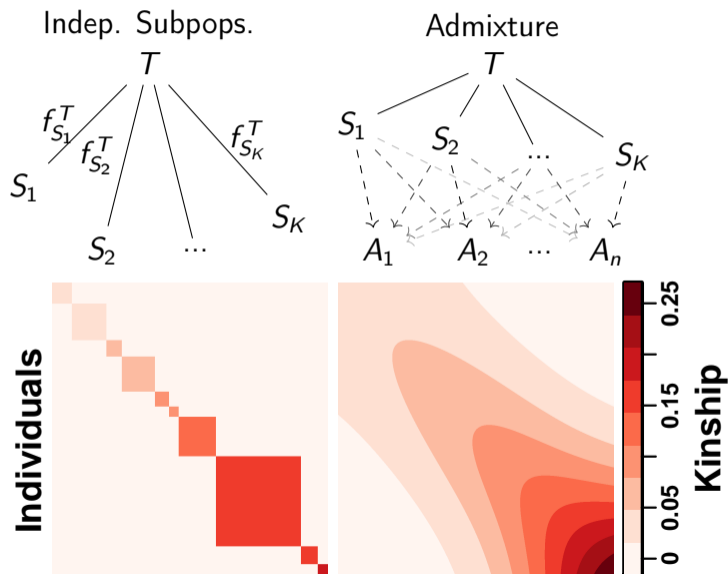 Indep. Subpops.
T
f_{S_1}^T
f_{S_2}^T
f_{S_K}^T
S_1
S_2
...
S_K
Admixture
T
S_1
S_2
...
S_K
A_1
A_2
...
A_n
Individuals
0.25
0.15
0.05
0
Kinship